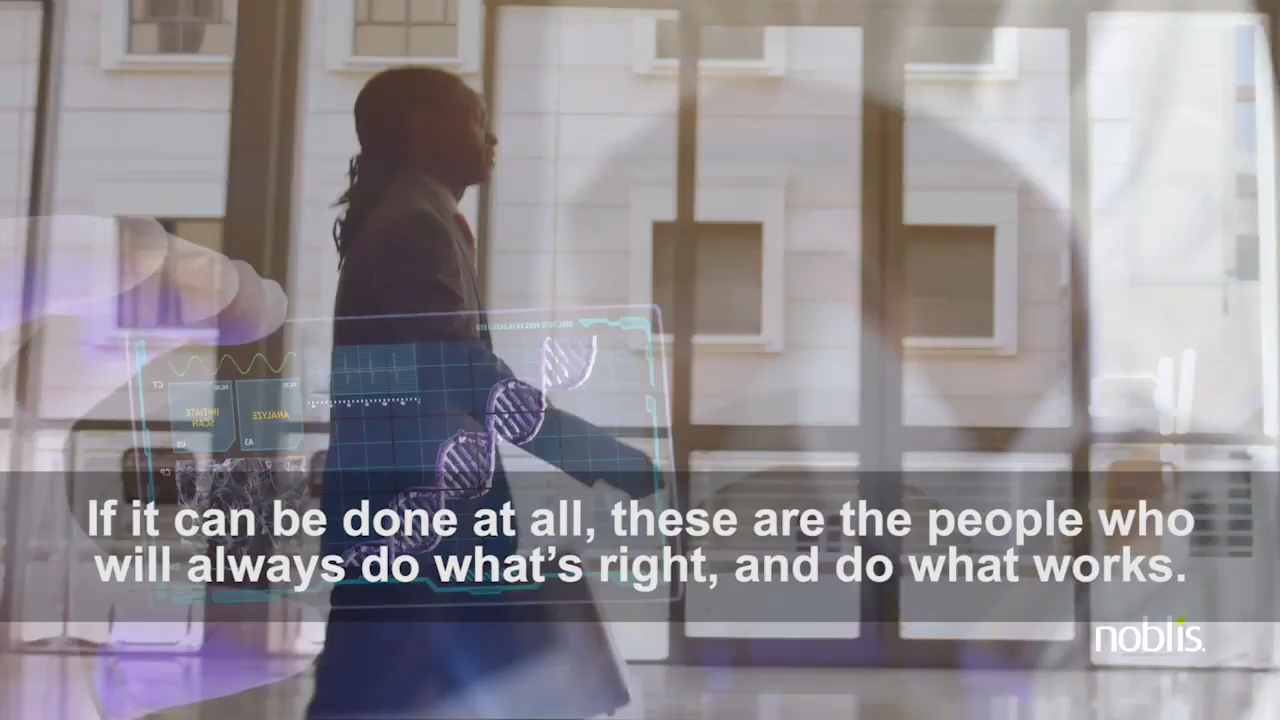 INITIATE
SCAN
ANALYZE
A3
If it can be done at all, these are the people who
will always do what’s right, and do what works.
noblis.